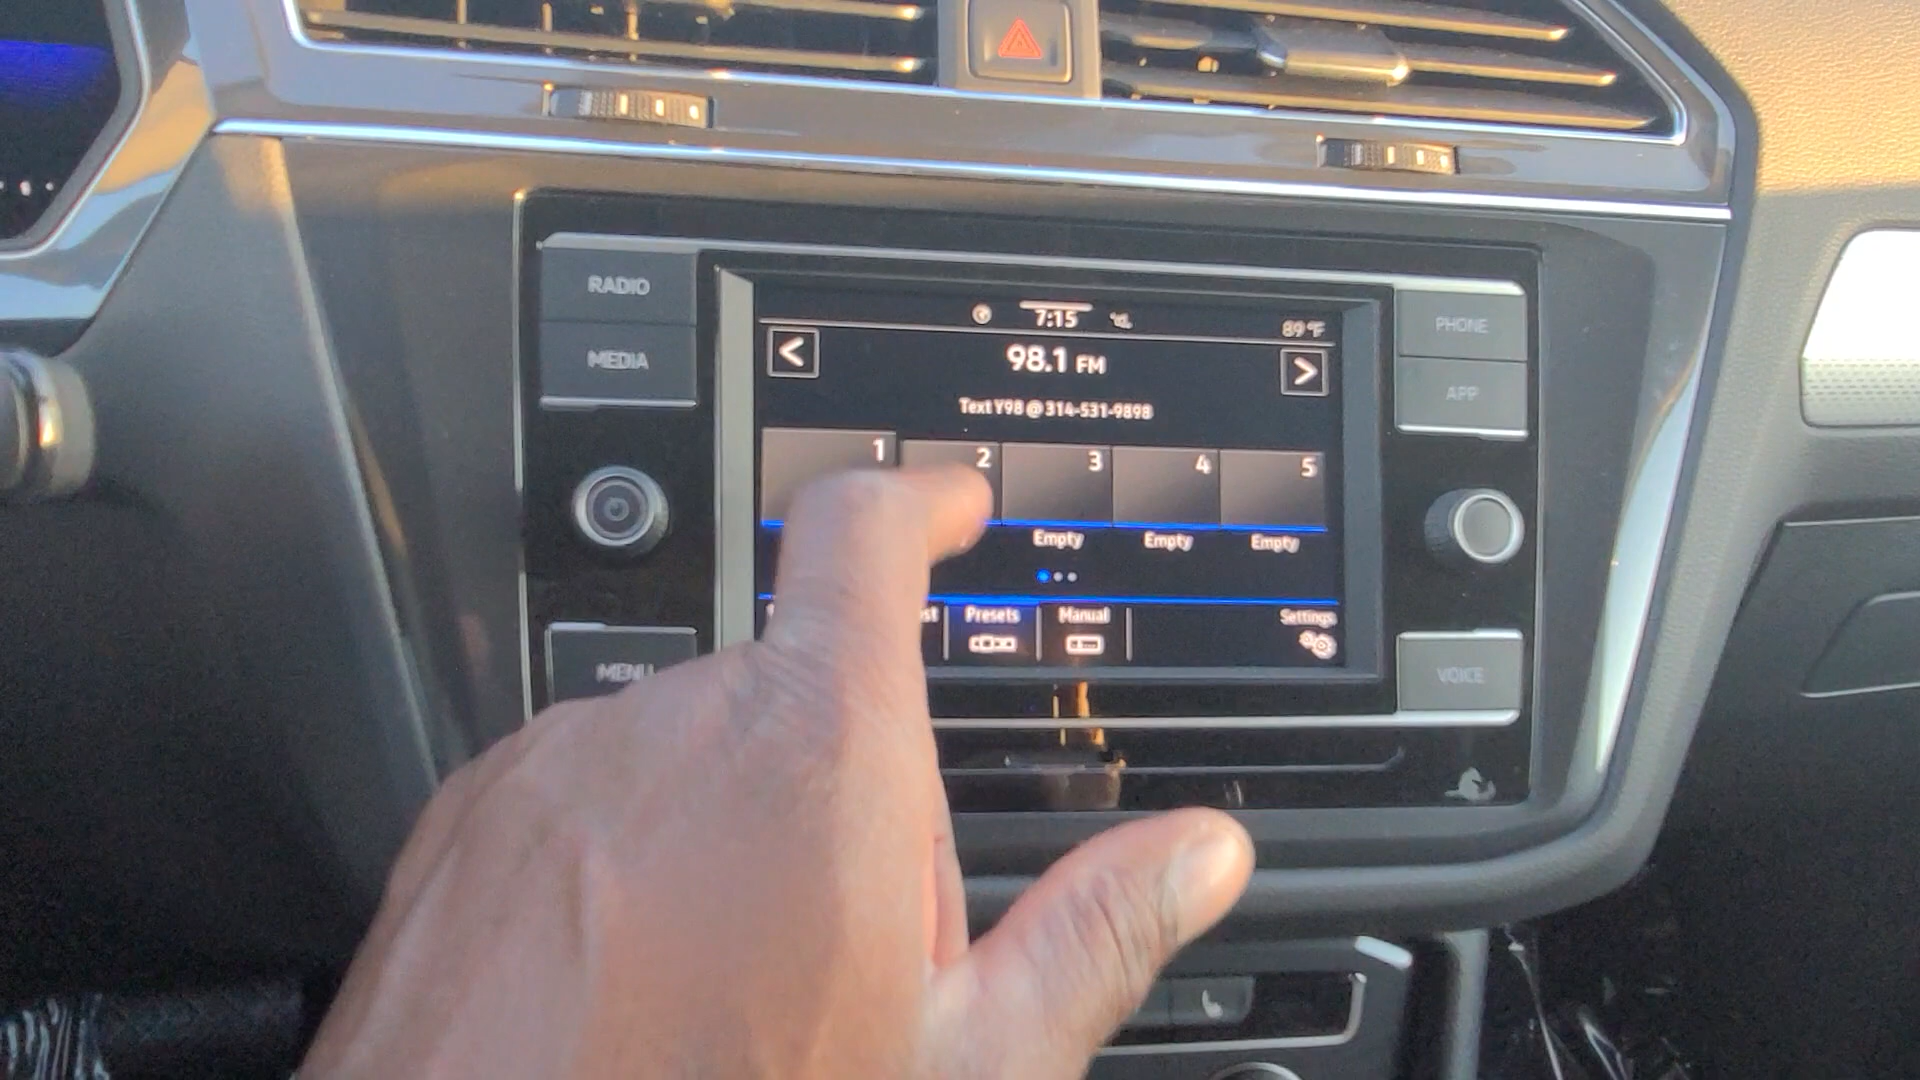 RADIO
MEDIA
MENU
7:15
89 °F
<
98.1 FM
>
Text Y98 @ 314-531-9898
1
2
3
4
5
Empty
Empty
Empty
Presets
Manual
Settings
PHONE
APP
VOICE